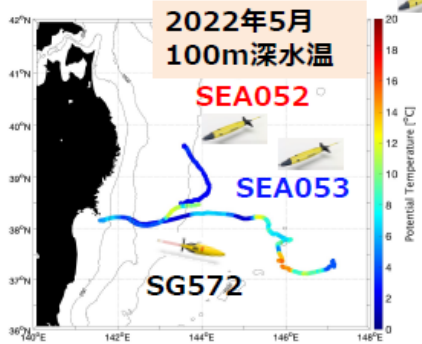 2022年5月
100m深水温
SEA052
SEA053
SG572
42°N
41°N
40°N
39°N
38°N
37°N
36°N
140°E
142°E
144°E
146°E
148°E
20
18
16
14
12
10
8
6
4
2
0
Potential Temperature [°C]